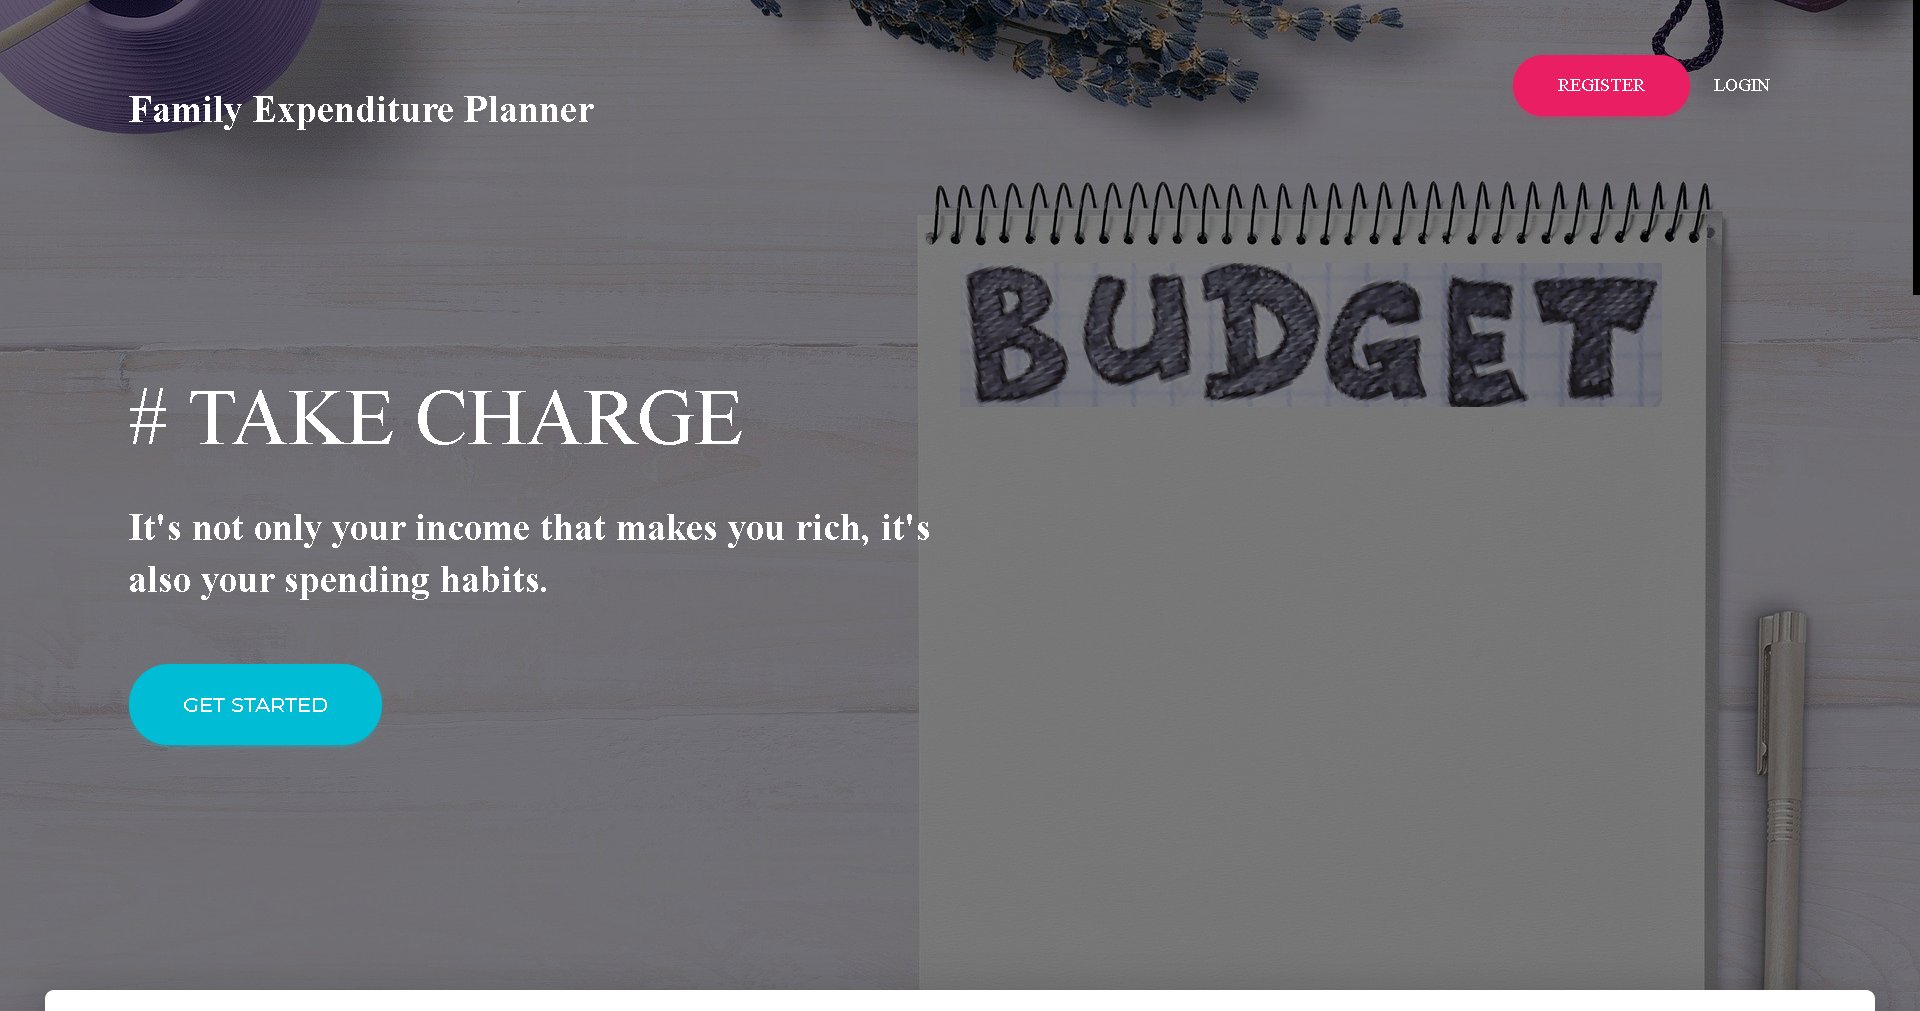 Family Expenditure Planner
REGISTER
LOGIN
BUDGET
# TAKE CHARGE
It's not only your income that makes you rich, it's
also your spending habits.
GET STARTED